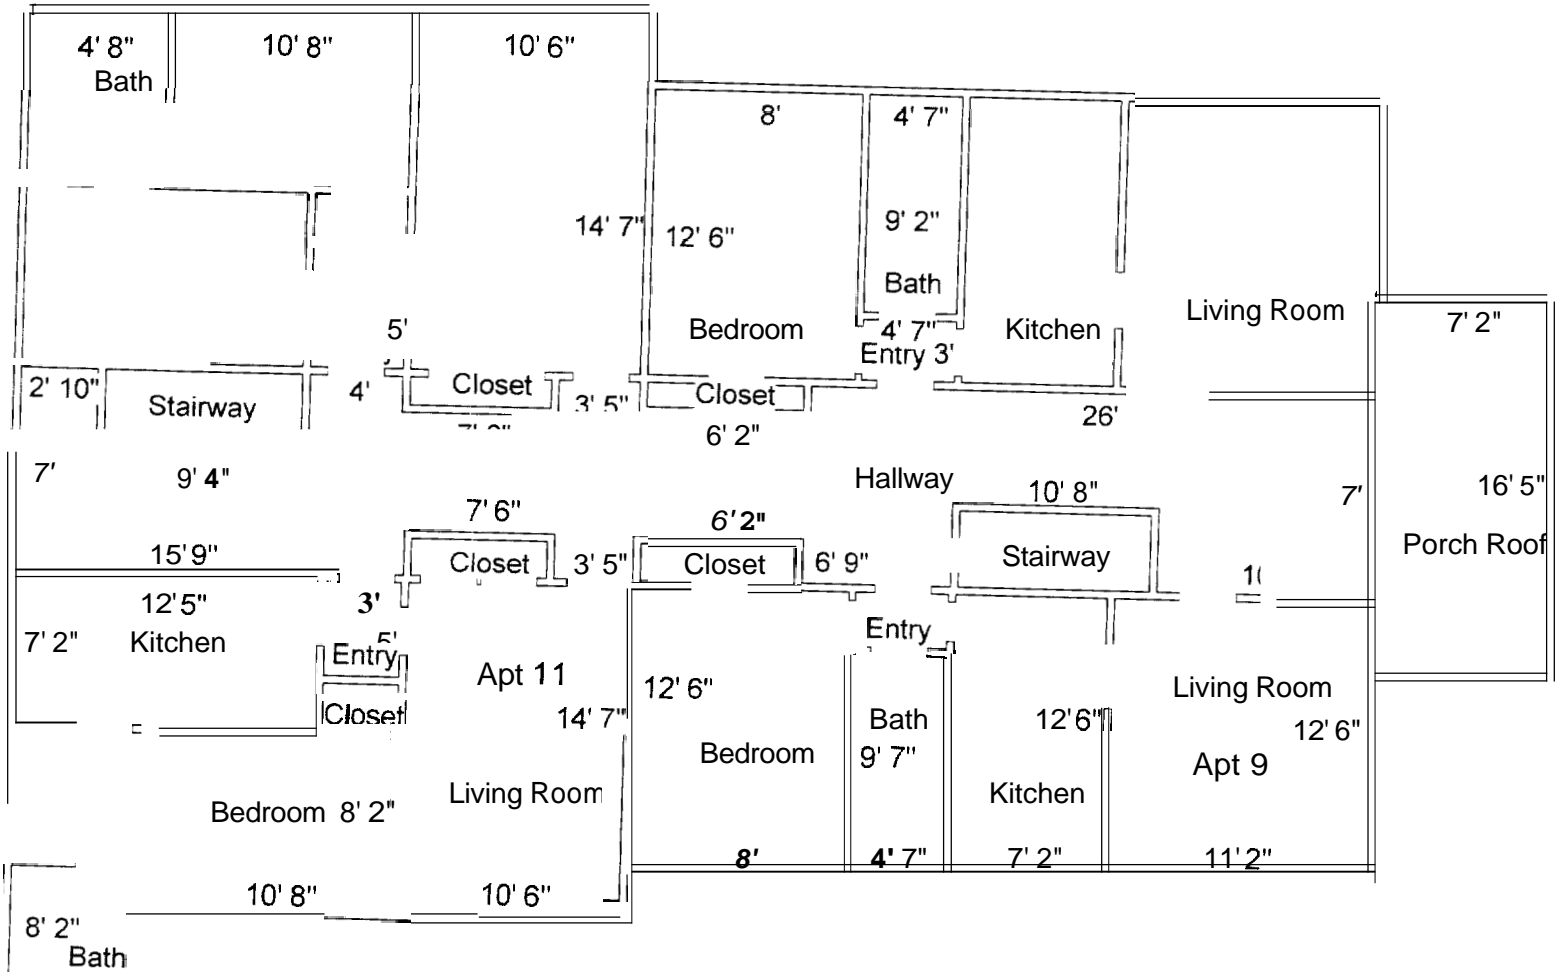 4' 8"
10' 8"
10' 6"
Bath
8'
4' 7"
14' 7"
12' 6"
9' 2"
Bath
Living Room
7' 2"
5'
Bedroom
4' 7"
Kitchen
Entry 3'
2' 10"
Stairway
4'
Closet
3' 5"
Closet
26'
6' 2"
7'
9' 4"
Hallway
10' 8"
7'
16' 5"
7' 6"
6' 2"
15' 9"
Closet
3' 5"
Closet
6' 9"
Stairway
Porch Roof
12' 5"
3'
7' 2"
Kitchen
5'
Entry
Entry
Apt 11
12' 6"
Living Room
Closet
14' 7"
Bath
12' 6"
12' 6"
Bedroom
9' 7"
Apt 9
Bedroom 8' 2"
Living Room
Kitchen
8'
4' 7"
7' 2"
11' 2"
10' 8"
10' 6"
8' 2"
Bath